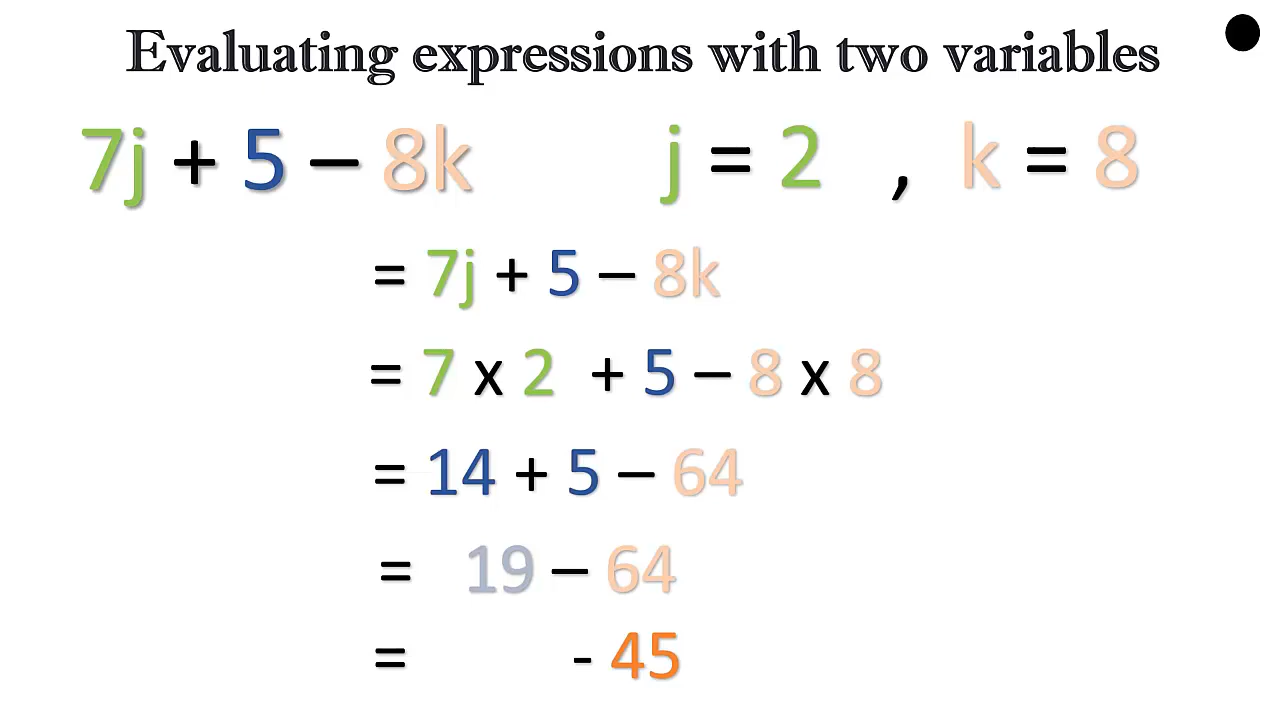 Evaluating expressions with two variables
7j + 5 – 8k j = 2 , k = 8
= 7j + 5 – 8k
= 7 x 2 + 5 – 8 x 8
= 14 + 5 – 64
= 19 – 64
= - 45